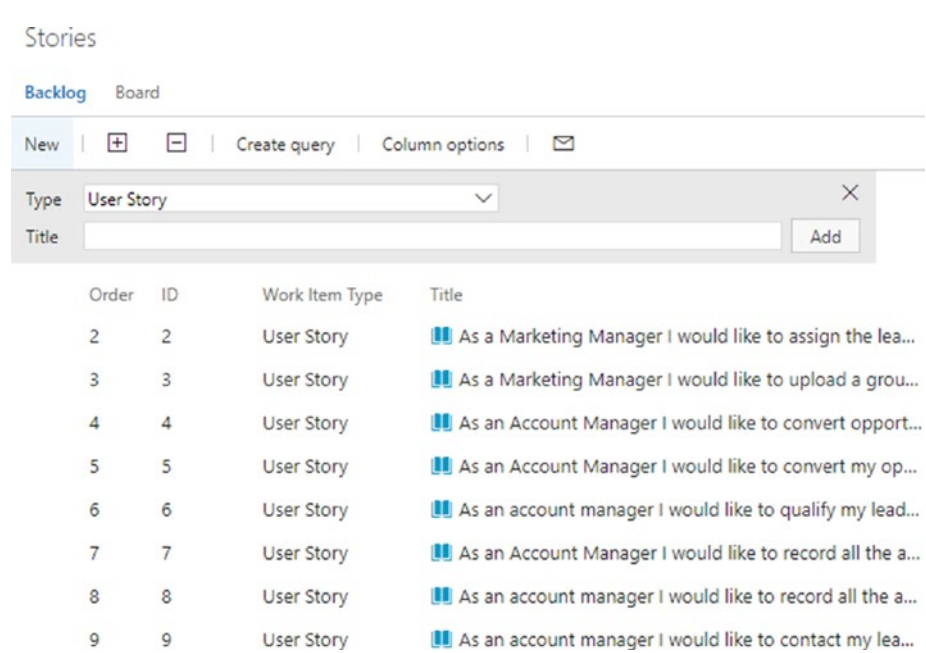 Stories
Backlog Board
New Create query Column options
Type User Story
Title Add
Order ID Work Item Type Title
2 2 User Story As a Marketing Manager I would like to assign the lea...
3 3 User Story As a Marketing Manager I would like to upload a grou...
4 4 User Story As an Account Manager I would like to convert opport...
5 5 User Story As an Account Manager I would like to convert my op...
6 6 User Story As an account manager I would like to qualify my lead...
7 7 User Story As an Account Manager I would like to record all the a...
8 8 User Story As an account manager I would like to record all the a...
9 9 User Story As an account manager I would like to contact my lea...